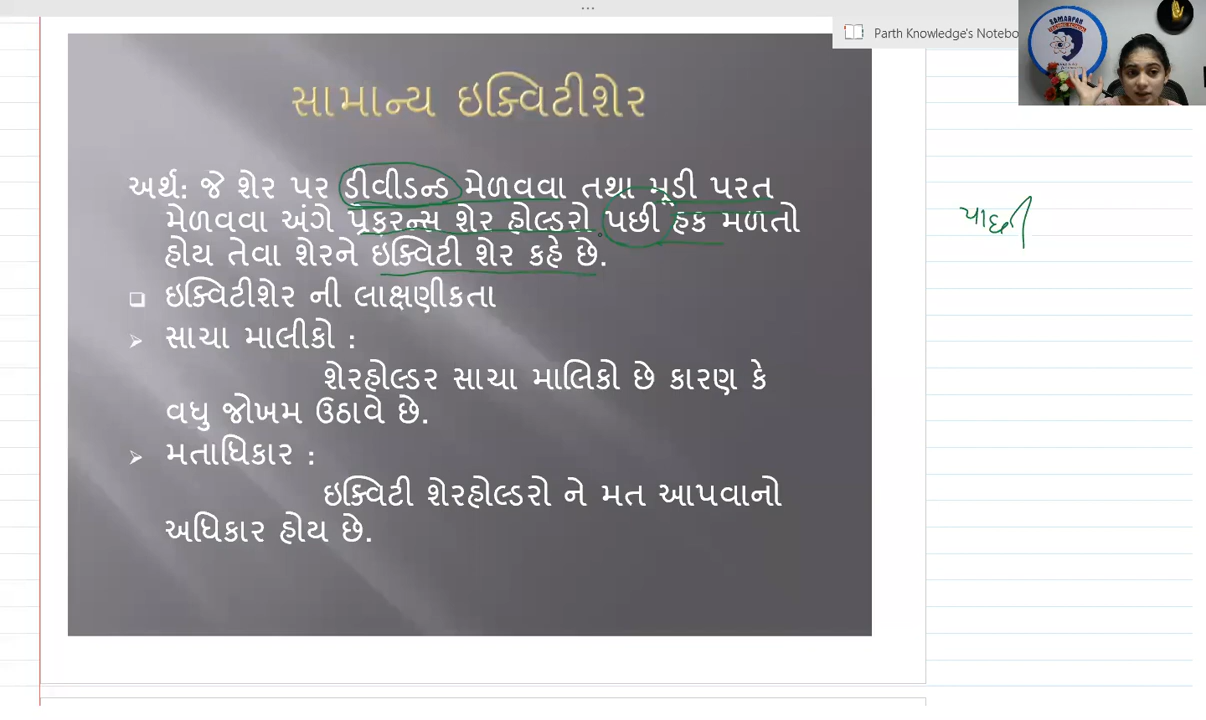 Parth Knowledge's Notebo
સામાન્ય ઇક્વિટીશેર
અર્થ: જે શેર પર ડીવીડન્ડ મેળવવા તથા મૂડી પરત
મેળવવા અંગે પ્રેફરન્સ શેર હોલ્ડરો પછી હક મળતો
હોય તેવા શેરને ઇક્વિટી શેર કહે છે.
ઇક્વિટીશેર ની લાક્ષણીકતા
સાચા માલીકો :
શેરહોલ્ડર સાચા માલિકો છે કારણ કે
વધુ જોખમ ઉઠાવે છે.
મતાધિકાર :
ઇક્વિટી શેરહોલ્ડરો ને મત આપવાનો
અધિકાર હોય છે.